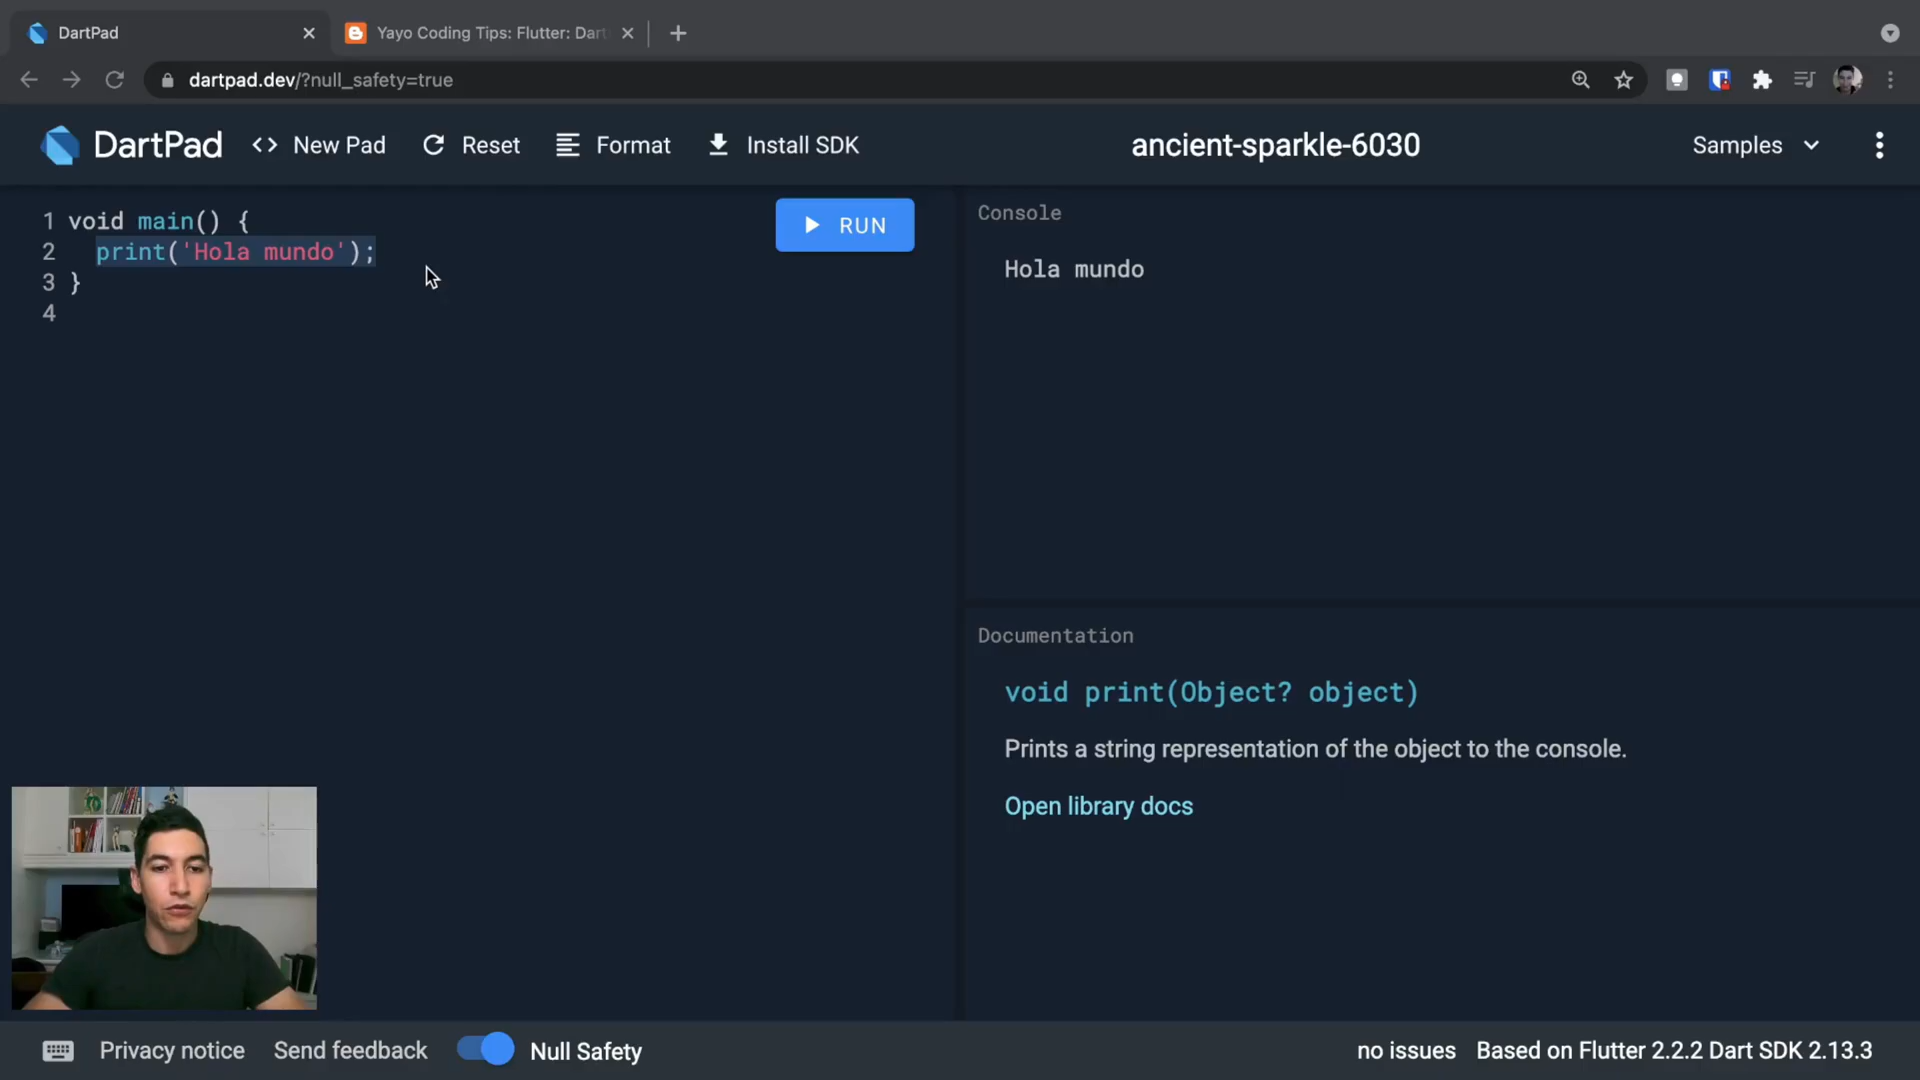 DartPad
Yayo Coding Tips: Flutter: Dart
dartpad.dev/?null_safety=true
DartPad
<> New Pad
Reset
Format
Install SDK
ancient-sparkle-6030
Samples
1 void main() {
2 print('Hola mundo');
3 }
4
RUN
Console
Hola mundo
Documentation
void print(Object? object)
Prints a string representation of the object to the console.
Open library docs
Privacy notice
Send feedback
Null Safety
no issues
Based on Flutter 2.2.2 Dart SDK 2.13.3